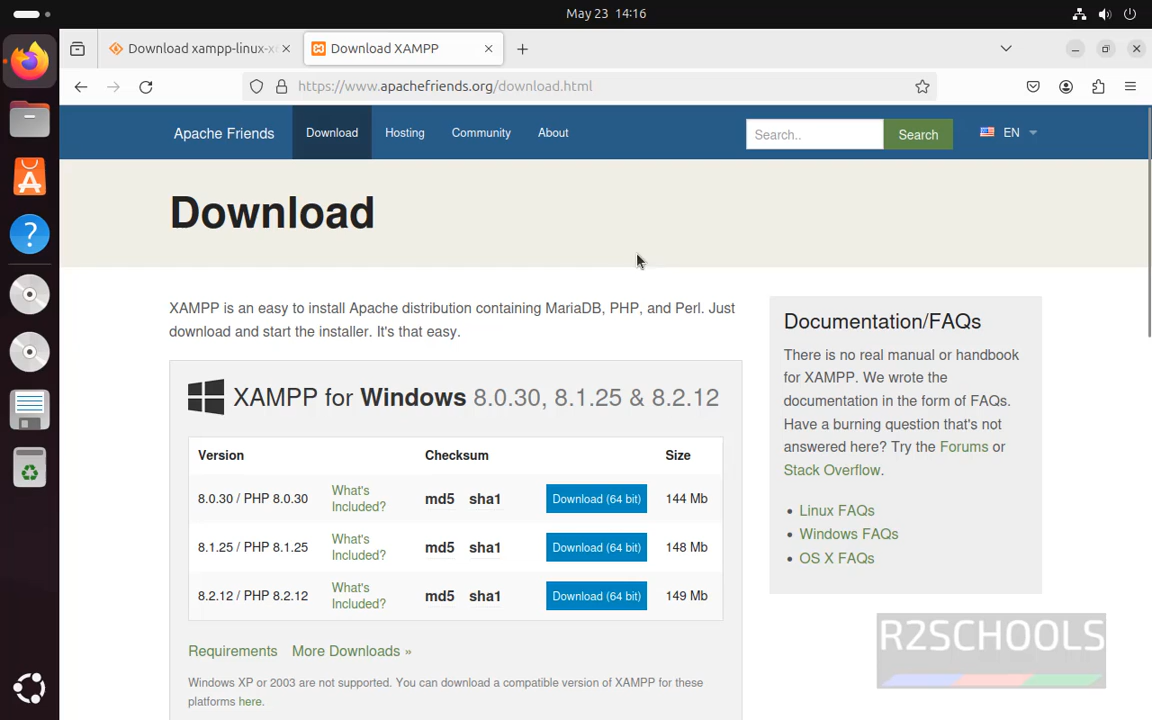 May 23 14:16
Download xampp-linux-x
Download XAMPP
https://www.apachefriends.org/download.html
Apache Friends
Download
Hosting
Community
About
Search..
Search
EN
Download
XAMPP is an easy to install Apache distribution containing MariaDB, PHP, and Perl. Just
download and start the installer. It's that easy.
XAMPP for Windows 8.0.30, 8.1.25 & 8.2.12
Version Checksum Size
8.0.30 / PHP 8.0.30 What's Included? md5 sha1 Download (64 bit) 144 Mb
8.1.25 / PHP 8.1.25 What's Included? md5 sha1 Download (64 bit) 148 Mb
8.2.12 / PHP 8.2.12 What's Included? md5 sha1 Download (64 bit) 149 Mb
Requirements More Downloads »
Windows XP or 2003 are not supported. You can download a compatible version of XAMPP for these
platforms here.
Documentation/FAQs
There is no real manual or handbook
for XAMPP. We wrote the
documentation in the form of FAQs.
Have a burning question that's not
answered here? Try the Forums or
Stack Overflow.
• Linux FAQs
• Windows FAQs
• OS X FAQs
R2SCHOOLS